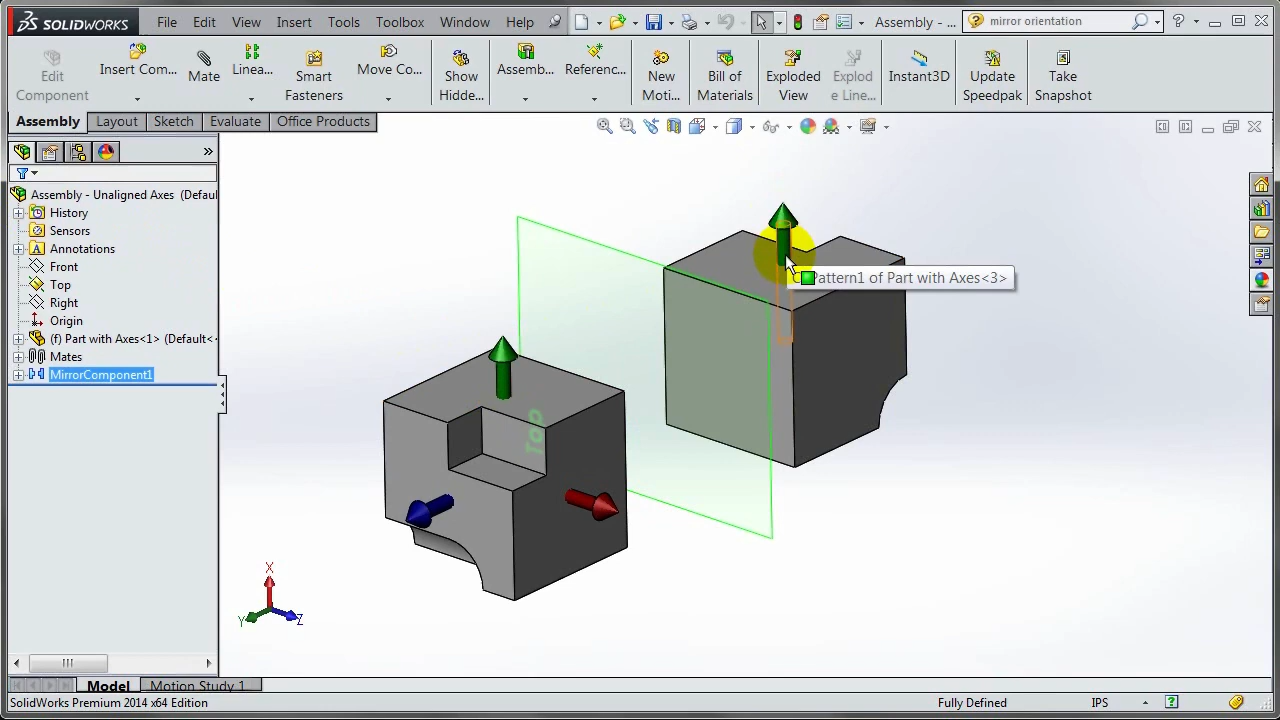 SOLIDWORKS File Edit View Insert Tools Toolbox Window Help Assembly - ... mirror orientation
Edit Component
Insert Com...
Mate
Linea...
Smart Fasteners
Move Co...
Show Hidde...
Assemb...
Referenc...
New Moti...
Bill of Materials
Exploded View
Explod e Line...
Instant3D
Update Speedpak
Take Snapshot
Assembly Layout Sketch Evaluate Office Products
Assembly - Unaligned Axes (Defaul
History
Sensors
Annotations
Front
Top
Right
Origin
(f) Part with Axes<1> (Default<
Mates
MirrorComponent1
Pattern1 of Part with Axes<3>
Top
X
Y
Z
Model Motion Study 1
SolidWorks Premium 2014 x64 Edition Fully Defined IPS